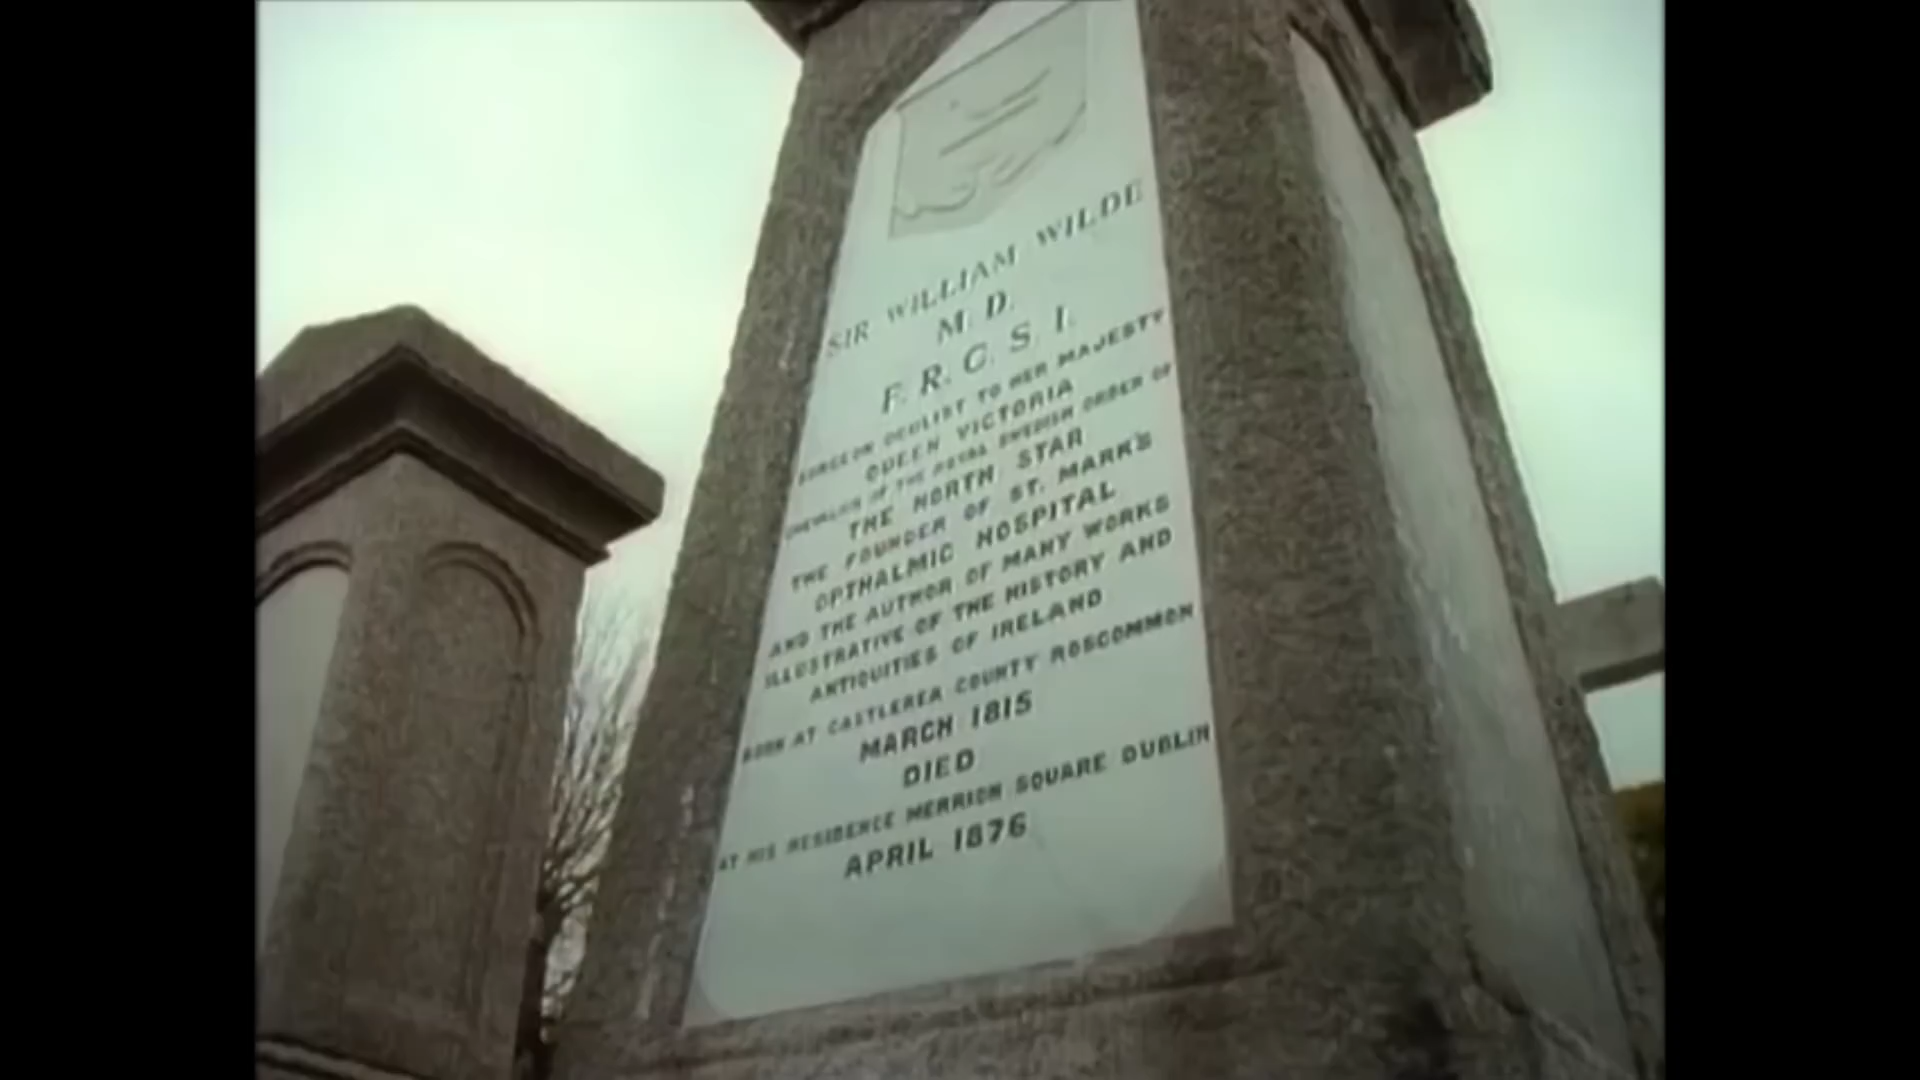 SIR WILLIAM WILDE
M. D.
F. R. C. S. I.
SURGEON OCULIST TO HER MAJESTY
QUEEN VICTORIA
CHEVALIER OF THE ROYAL SWEDISH ORDER OF
THE NORTH STAR
THE FOUNDER OF ST. MARK'S
OPTHALMIC HOSPITAL
AND THE AUTHOR OF MANY WORKS
ILLUSTRATIVE OF THE HISTORY AND
ANTIQUITIES OF IRELAND
BORN AT CASTLEREA COUNTY ROSCOMMON
MARCH 1815
DIED
AT HIS RESIDENCE MERRION SQUARE DUBLIN
APRIL 1876